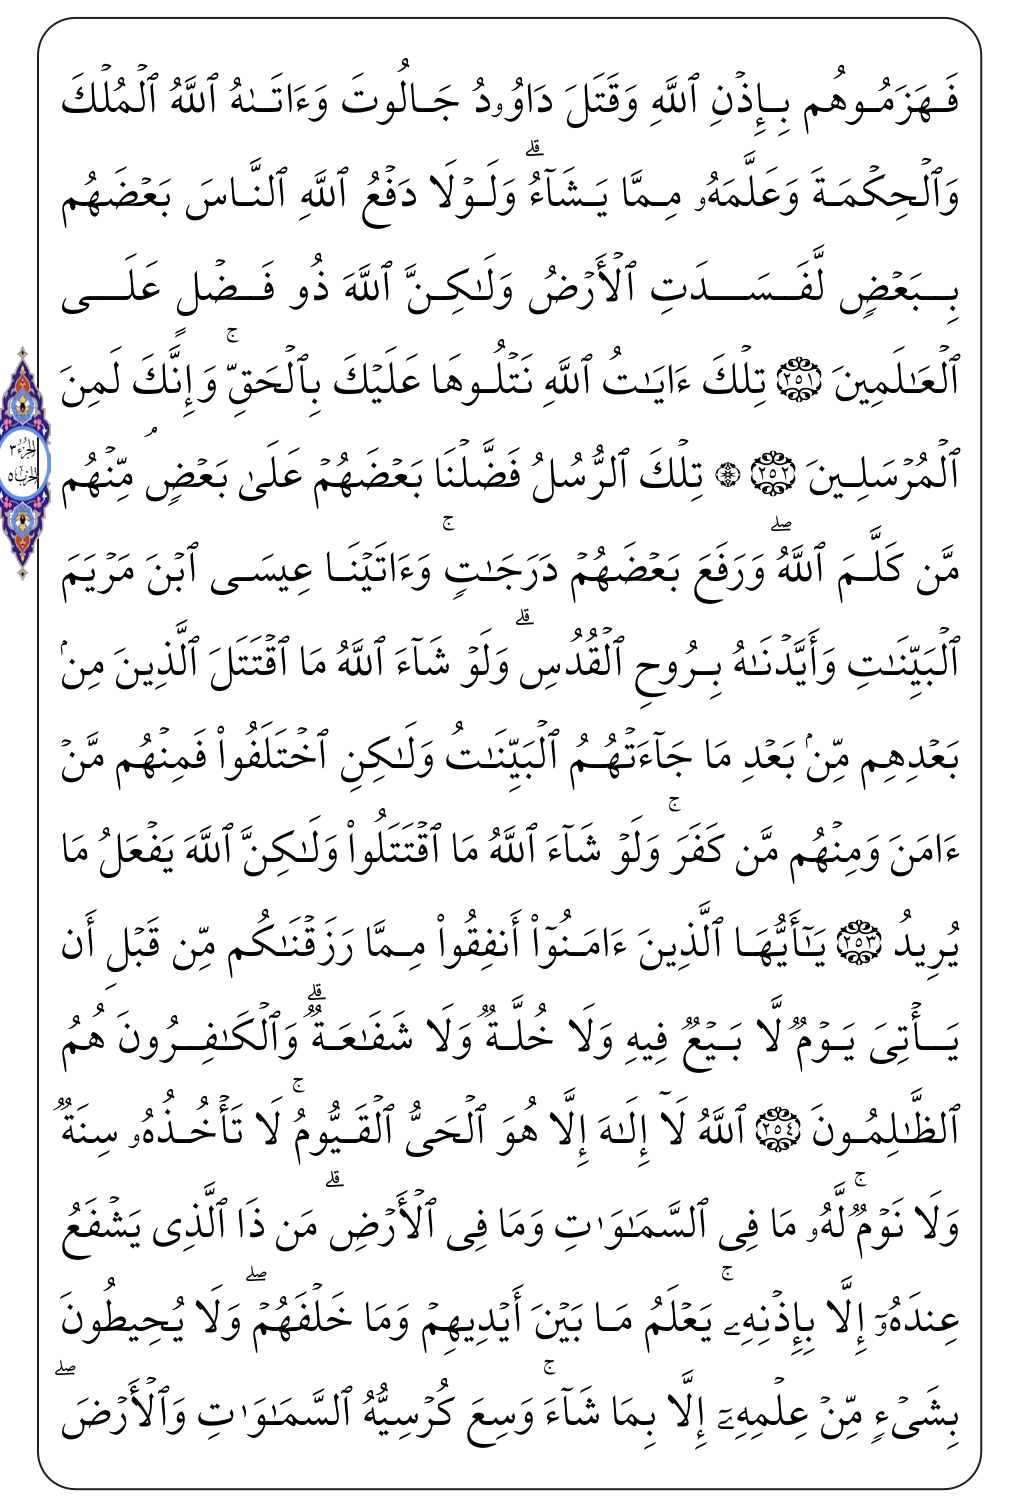 فَهَزَمُوهُم بِإِذۡنِ ٱللَّهِ وَقَتَلَ دَاوُۥدُ جَالُوتَ وَءَاتَىٰهُ ٱللَّهُ ٱلۡمُلۡكَ
وَٱلۡحِكۡمَةَ وَعَلَّمَهُۥ مِمَّا يَشَآءُۗ وَلَوۡلَا دَفۡعُ ٱللَّهِ ٱلنَّاسَ بَعۡضَهُم
بِبَعۡضٖ لَّفَسَدَتِ ٱلۡأَرۡضُ وَلَٰكِنَّ ٱللَّهَ ذُو فَضۡلٍ عَلَى
ٱلۡعَٰلَمِينَ ٢٥١ تِلۡكَ ءَايَٰتُ ٱللَّهِ نَتۡلُوهَا عَلَيۡكَ بِٱلۡحَقِّۚ وَإِنَّكَ لَمِنَ
ٱلۡمُرۡسَلِينَ ٢٥٢ ۞ تِلۡكَ ٱلرُّسُلُ فَضَّلۡنَا بَعۡضَهُمۡ عَلَىٰ بَعۡضٖۘ مِّنۡهُم
مَّن كَلَّمَ ٱللَّهُۖ وَرَفَعَ بَعۡضَهُمۡ دَرَجَٰتٖۚ وَءَاتَيۡنَا عِيسَى ٱبۡنَ مَرۡيَمَ
ٱلۡبَيِّنَٰتِ وَأَيَّدۡنَٰهُ بِرُوحِ ٱلۡقُدُسِۗ وَلَوۡ شَآءَ ٱللَّهُ مَا ٱقۡتَتَلَ ٱلَّذِينَ مِنۢ
بَعۡدِهِم مِّنۢ بَعۡدِ مَا جَآءَتۡهُمُ ٱلۡبَيِّنَٰتُ وَلَٰكِنِ ٱخۡتَلَفُواْ فَمِنۡهُم مَّنۡ
ءَامَنَ وَمِنۡهُم مَّن كَفَرَۚ وَلَوۡ شَآءَ ٱللَّهُ مَا ٱقۡتَتَلُواْ وَلَٰكِنَّ ٱللَّهَ يَفۡعَلُ مَا
يُرِيدُ ٢٥٣ يَٰٓأَيُّهَا ٱلَّذِينَ ءَامَنُوٓاْ أَنفِقُواْ مِمَّا رَزَقۡنَٰكُم مِّن قَبۡلِ أَن
يَأۡتِيَ يَوۡمٞ لَّا بَيۡعٞ فِيهِ وَلَا خُلَّةٞ وَلَا شَفَٰعَةٞۗ وَٱلۡكَٰفِرُونَ هُمُ
ٱلظَّٰلِمُونَ ٢٥٤ ٱللَّهُ لَآ إِلَٰهَ إِلَّا هُوَ ٱلۡحَيُّ ٱلۡقَيُّومُۚ لَا تَأۡخُذُهُۥ سِنَةٞ
وَلَا نَوۡمٞۚ لَّهُۥ مَا فِي ٱلسَّمَٰوَٰتِ وَمَا فِي ٱلۡأَرۡضِۗ مَن ذَا ٱلَّذِي يَشۡفَعُ
عِندَهُۥٓ إِلَّا بِإِذۡنِهِۦۚ يَعۡلَمُ مَا بَيۡنَ أَيۡدِيهِمۡ وَمَا خَلۡفَهُمۡۖ وَلَا يُحِيطُونَ
بِشَيۡءٖ مِّنۡ عِلۡمِهِۦٓ إِلَّا بِمَا شَآءَۚ وَسِعَ كُرۡسِيُّهُ ٱلسَّمَٰوَٰتِ وَٱلۡأَرۡضَۖ
الجزء ٣
الحزب ٥